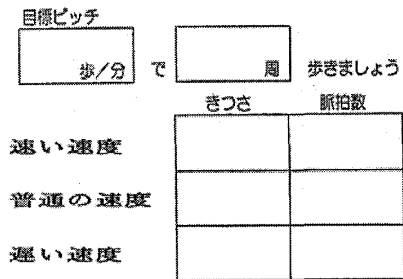 目標ピッチ
歩／分 で 周 歩きましょう
きつさ 脈拍数
速い速度
普通の速度
遅い速度